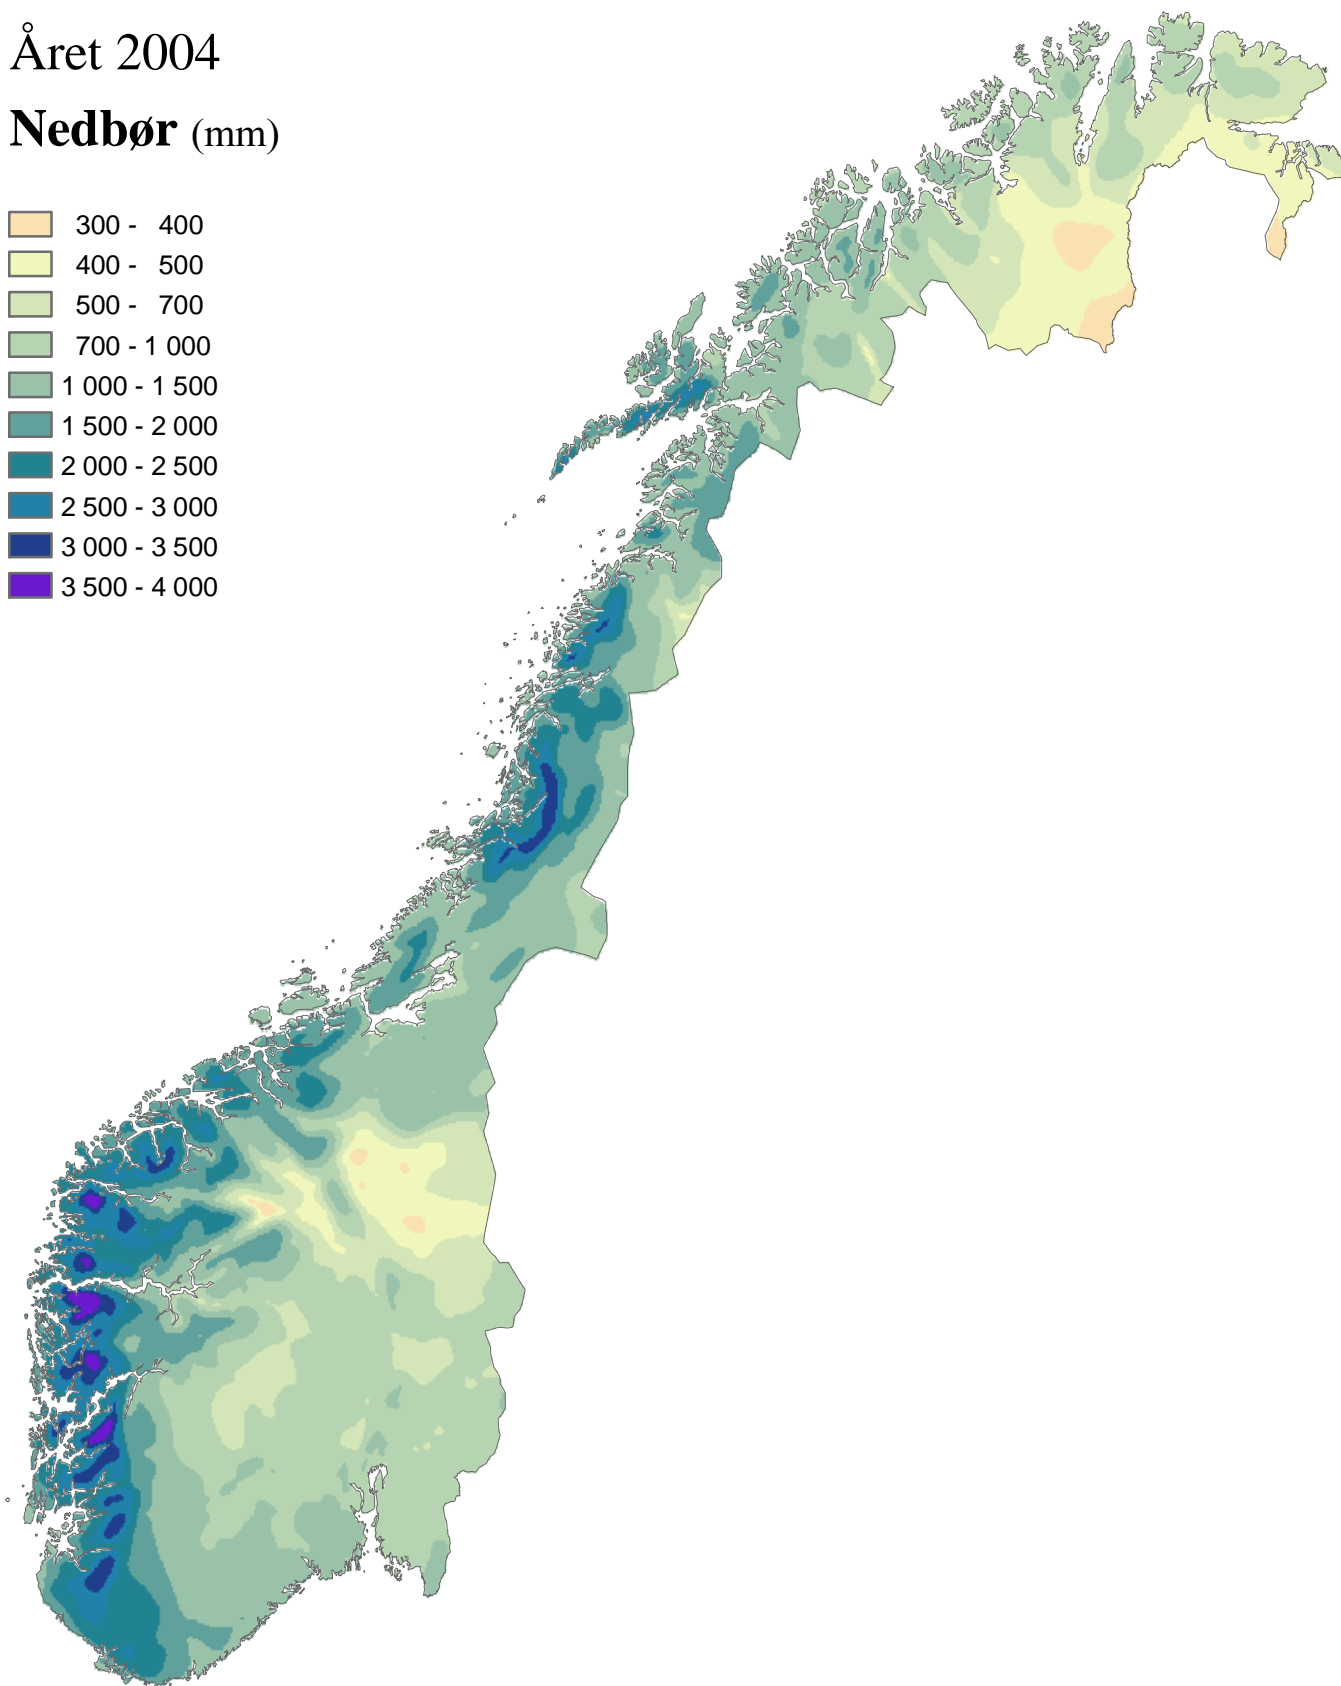 Året 2004
Nedbør (mm)
300 - 400
400 - 500
500 - 700
700 - 1 000
1 000 - 1 500
1 500 - 2 000
2 000 - 2 500
2 500 - 3 000
3 000 - 3 500
3 500 - 4 000